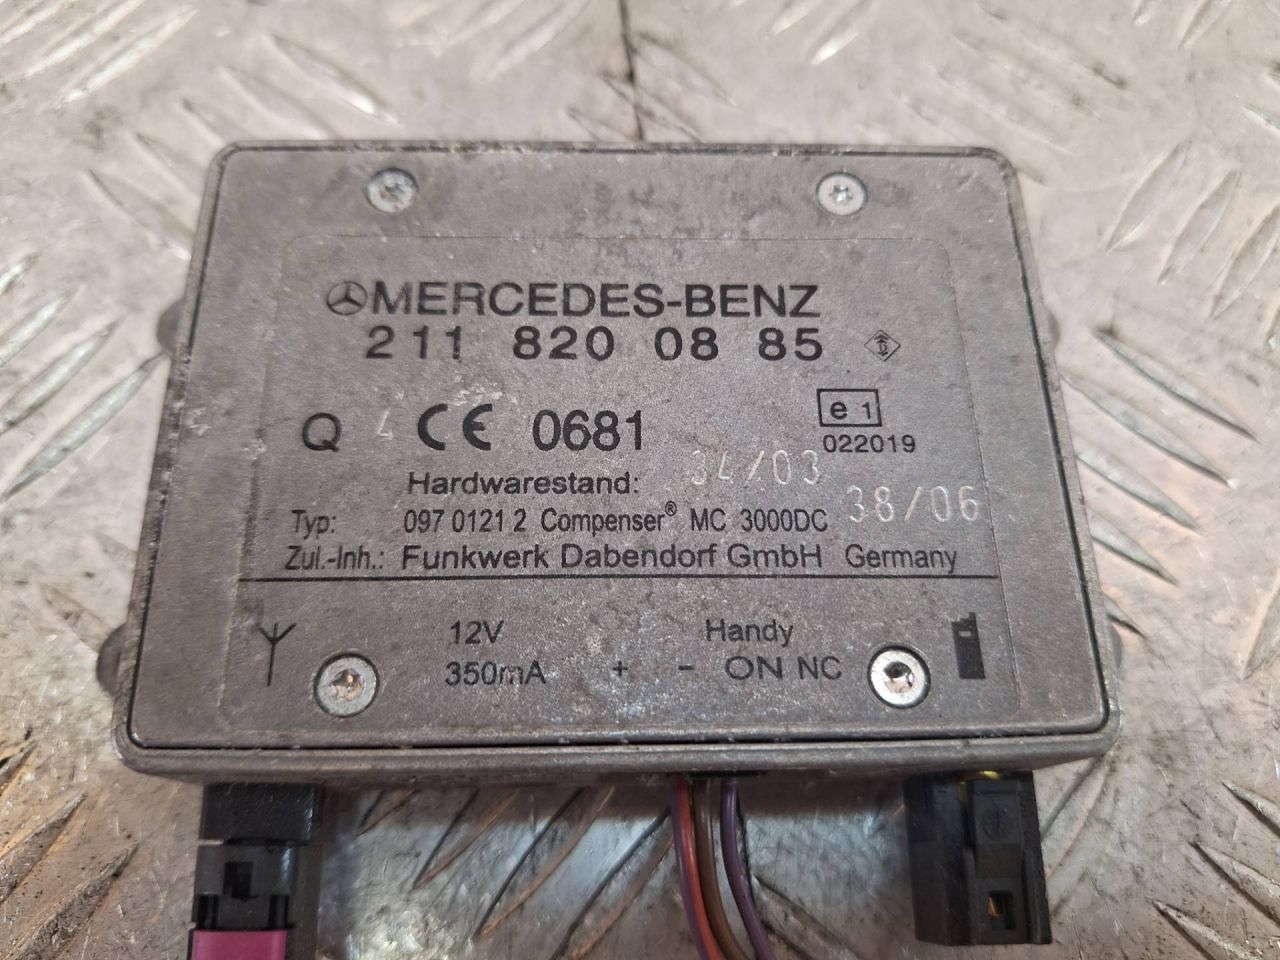 MERCEDES-BENZ
211 820 08 85
Q 4 CE 0681
e 1
022019
Hardwarestand: 34/03
38/06
Typ: 097 0121 2 Compenser® MC 3000DC
Zul.-Inh.: Funkwerk Dabendorf GmbH Germany
12V Handy
350mA + - ON NC